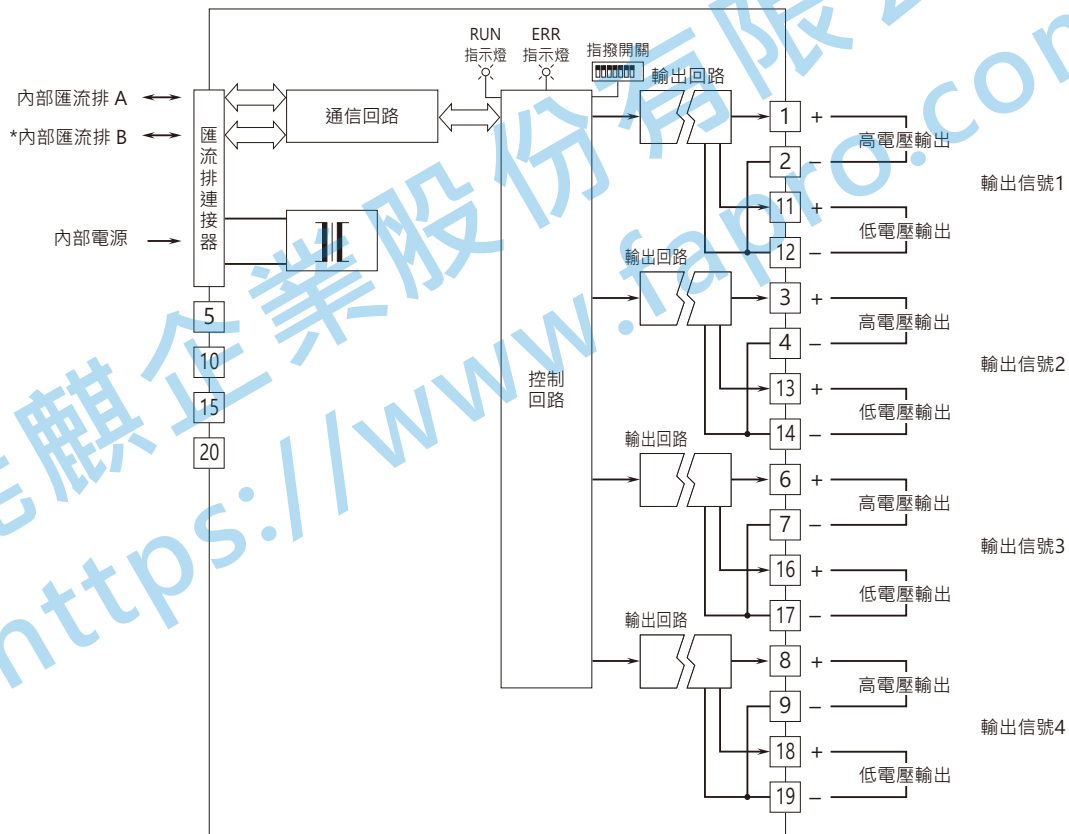 RUN
指示燈
ERR
指示燈
指撥開關
輸出回路
內部匯流排 A
*內部匯流排 B
匯流排連接器
通信回路
內部電源
控制
回路
5
10
15
20
1 +
高電壓輸出
2 −
輸出信號1
11 +
低電壓輸出
12 −
輸出回路
3 +
高電壓輸出
4 −
輸出信號2
13 +
低電壓輸出
14 −
輸出回路
6 +
高電壓輸出
7 −
輸出信號3
16 +
低電壓輸出
17 −
輸出回路
8 +
高電壓輸出
9 −
輸出信號4
18 +
低電壓輸出
19 −
麒企業股份有限
https://www.fapro.com